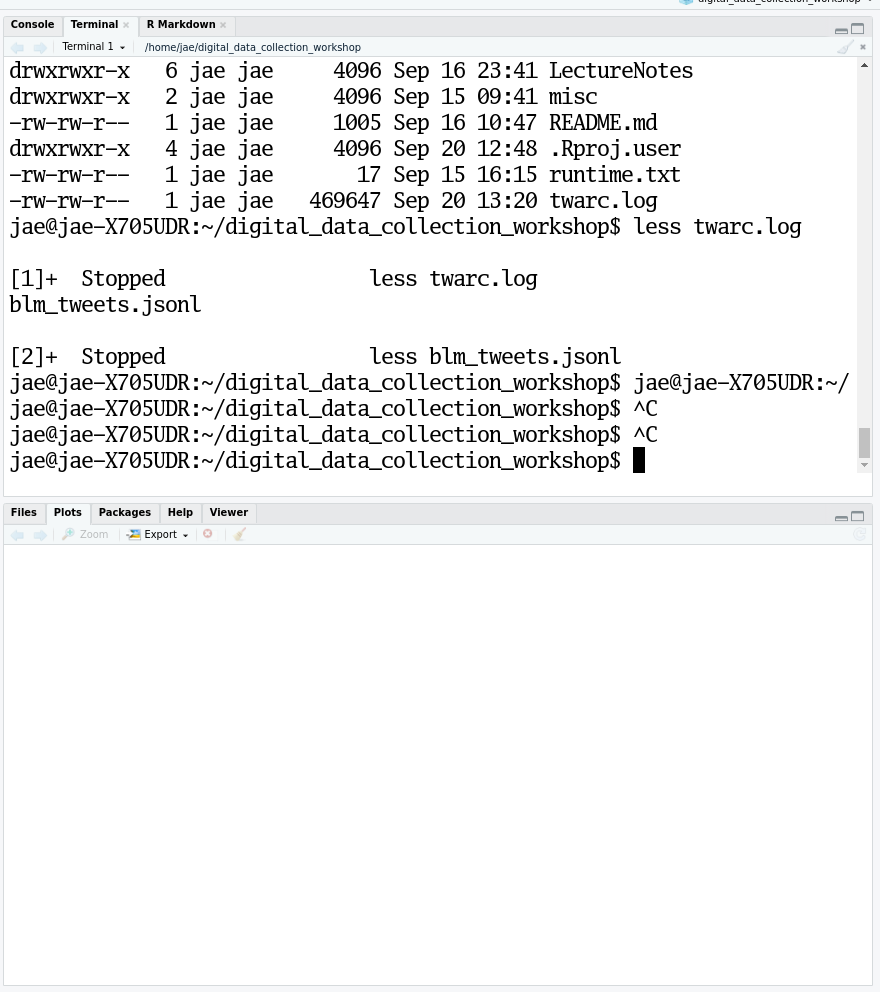 digital_data_collection_workshop
Console Terminal R Markdown
Terminal 1 /home/jae/digital_data_collection_workshop
drwxrwxr-x 6 jae jae 4096 Sep 16 23:41 LectureNotes
drwxrwxr-x 2 jae jae 4096 Sep 15 09:41 misc
-rw-rw-r-- 1 jae jae 1005 Sep 16 10:47 README.md
drwxrwxr-x 4 jae jae 4096 Sep 20 12:48 .Rproj.user
-rw-rw-r-- 1 jae jae 17 Sep 15 16:15 runtime.txt
-rw-rw-r-- 1 jae jae 469647 Sep 20 13:20 twarc.log
jae@jae-X705UDR:~/digital_data_collection_workshop$ less twarc.log
[1]+ Stopped less twarc.log
blm_tweets.jsonl
[2]+ Stopped less blm_tweets.jsonl
jae@jae-X705UDR:~/digital_data_collection_workshop$ jae@jae-X705UDR:~/
jae@jae-X705UDR:~/digital_data_collection_workshop$ ^C
jae@jae-X705UDR:~/digital_data_collection_workshop$ ^C
jae@jae-X705UDR:~/digital_data_collection_workshop$
Files Plots Packages Help Viewer
Zoom Export